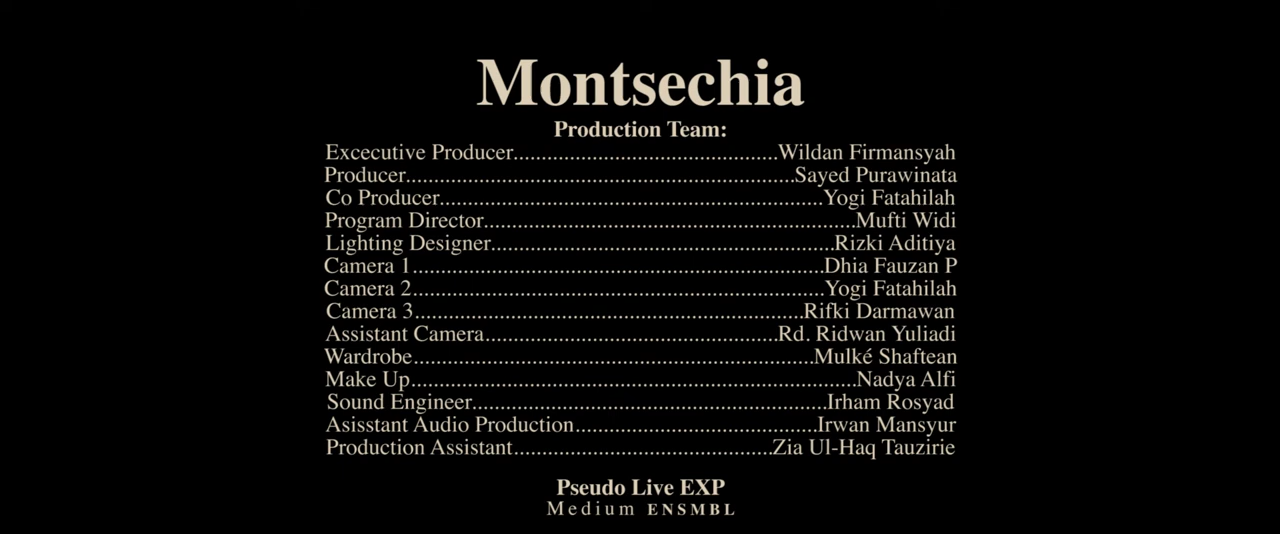 Montsechia
Production Team:
Excecutive Producer...............................................Wildan Firmansyah
Producer......................................................................Sayed Purawinata
Co Producer.....................................................................Yogi Fatahilah
Program Director...................................................................Mufti Widi
Lighting Designer..............................................................Rizki Aditiya
Camera 1..........................................................................Dhia Fauzan P
Camera 2..........................................................................Yogi Fatahilah
Camera 3......................................................................Rifki Darmawan
Assistant Camera.....................................................Rd. Ridwan Yuliadi
Wardrobe........................................................................Mulké Shaftean
Make Up................................................................................Nadya Alfi
Sound Engineer................................................................Irham Rosyad
Asisstant Audio Production............................................Irwan Mansyur
Production Assistant...............................................Zia Ul-Haq Tauzirie
Pseudo Live EXP
Medium ENSMBL